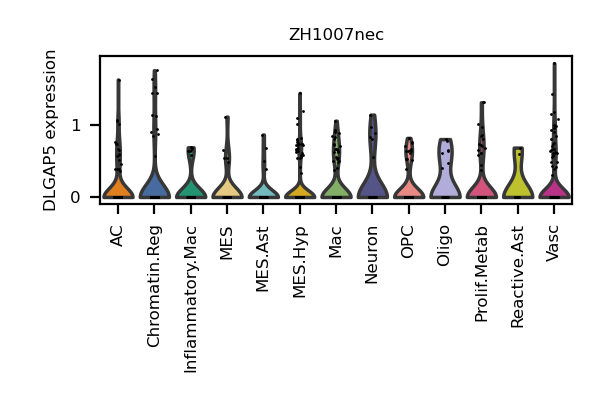 ZH1007nec
DLGAP5 expression
1
0
AC
Chromatin.Reg
Inflammatory.Mac
MES
MES.Ast
MES.Hyp
Mac
Neuron
OPC
Oligo
Prolif.Metab
Reactive.Ast
Vasc